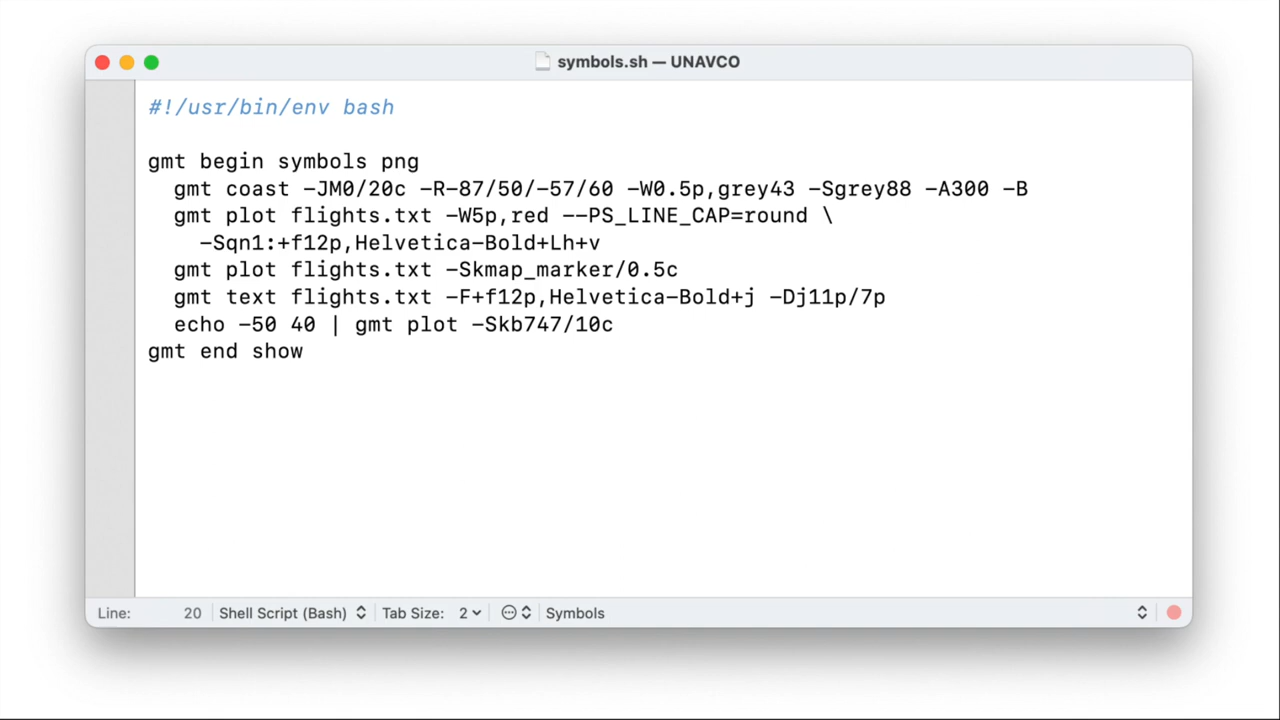 symbols.sh — UNAVCO
#!/usr/bin/env bash
gmt begin symbols png
gmt coast -JM0/20c -R-87/50/-57/60 -W0.5p,grey43 -Sgrey88 -A300 -B
gmt plot flights.txt -W5p,red --PS_LINE_CAP=round \
-Sqn1:+f12p,Helvetica-Bold+Lh+v
gmt plot flights.txt -Skmap_marker/0.5c
gmt text flights.txt -F+f12p,Helvetica-Bold+j -Dj11p/7p
echo -50 40 | gmt plot -Skb747/10c
gmt end show
Line: 20 Shell Script (Bash) Tab Size: 2 Symbols